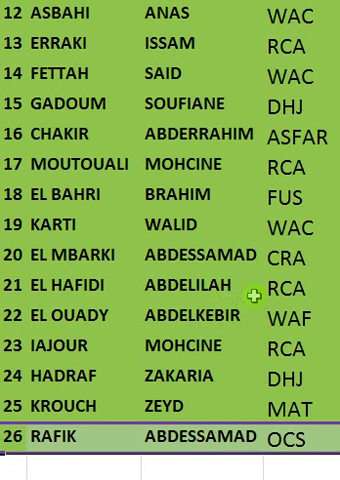 12 ASBAHI ANAS WAC
13 ERRAKI ISSAM RCA
14 FETTAH SAID WAC
15 GADOUM SOUFIANE DHJ
16 CHAKIR ABDERRAHIM ASFAR
17 MOUTOUALI MOHCINE RCA
18 EL BAHRI BRAHIM FUS
19 KARTI WALID WAC
20 EL MBARKI ABDESSAMAD CRA
21 EL HAFIDI ABDELILAH RCA
22 EL OUADY ABDELKEBIR WAF
23 IAJOUR MOHCINE RCA
24 HADRAF ZAKARIA DHJ
25 KROUCH ZEYD MAT
26 RAFIK ABDESSAMAD OCS